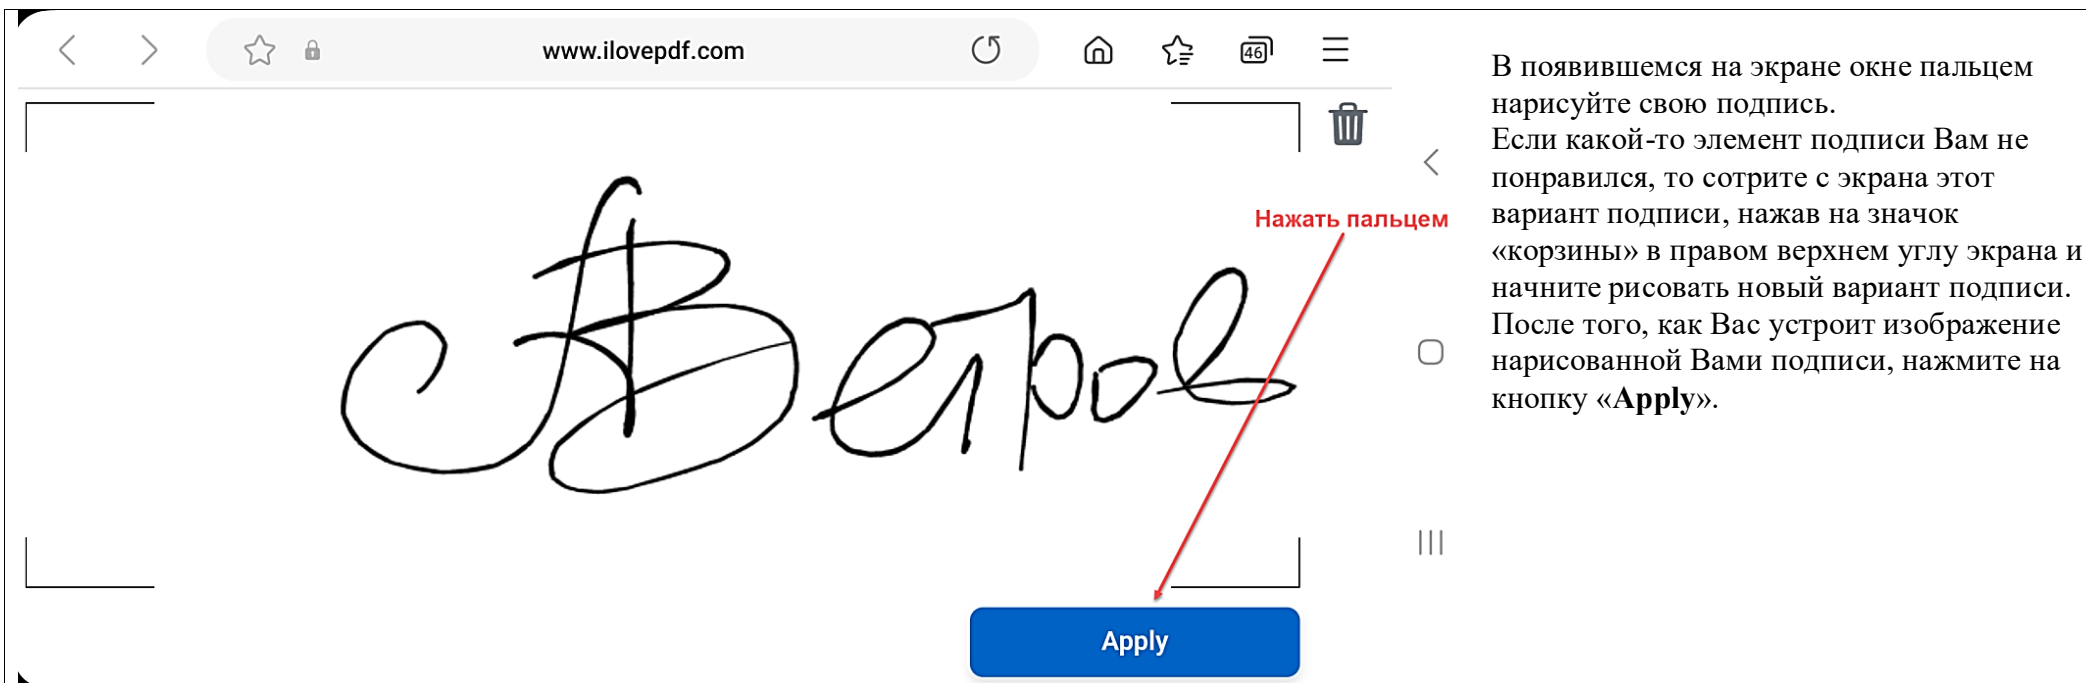 www.ilovepdf.com
46
АВетров
Нажать пальцем
Apply
В появившемся на экране окне пальцем
нарисуйте свою подпись.
Если какой-то элемент подписи Вам не
понравился, то сотрите с экрана этот
вариант подписи, нажав на значок
«корзины» в правом верхнем углу экрана и
начните рисовать новый вариант подписи.
После того, как Вас устроит изображение
нарисованной Вами подписи, нажмите на
кнопку «Apply».